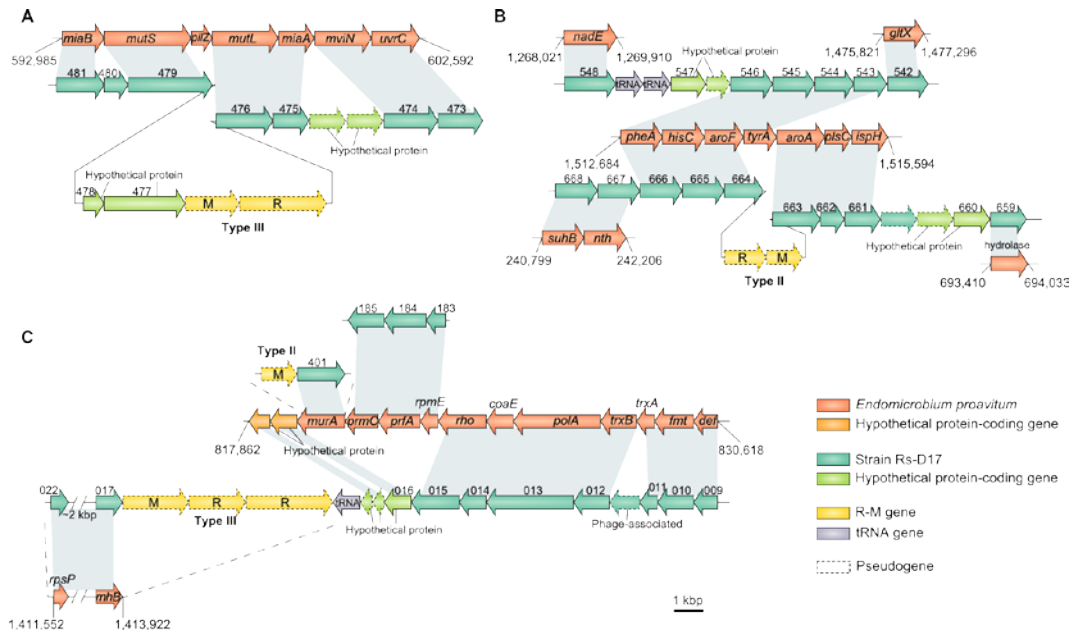 A
miaB mutS pilZ mutL miaA mviN uvrC
592,985
602,592
481 480 479
476 475 474 473
Hypothetical protein
Hypothetical protein
478 477 M R
Type III
B
nadE
gltX
1,268,021 1,269,910
1,475,821 1,477,296
Hypothetical protein
548 tRNA tRNA 547 546 545 544 543 542
pheA hisC aroF tyrA aroA plsC ispH
1,512,684
1,515,594
668 667 666 665 664
663 662 661 660 659
Hypothetical protein
suhB nth
hydrolase
240,799 242,206
R M
Type II
693,410 694,033
C
185 184 183
Type II
M 401
murA prmC prfA rpmE rho coaE polA trxB trxA fmt def
817,862
830,618
Hypothetical protein
022 017 M R R tRNA 016 015 014 013 012 011 010 009
~2 kbp
Type III
Hypothetical protein
Phage-associated
rpsP rnhB
1,411,552 1,413,922
1 kbp
Endomicrobium proavitum
Hypothetical protein-coding gene
Strain Rs-D17
Hypothetical protein-coding gene
R-M gene
tRNA gene
Pseudogene